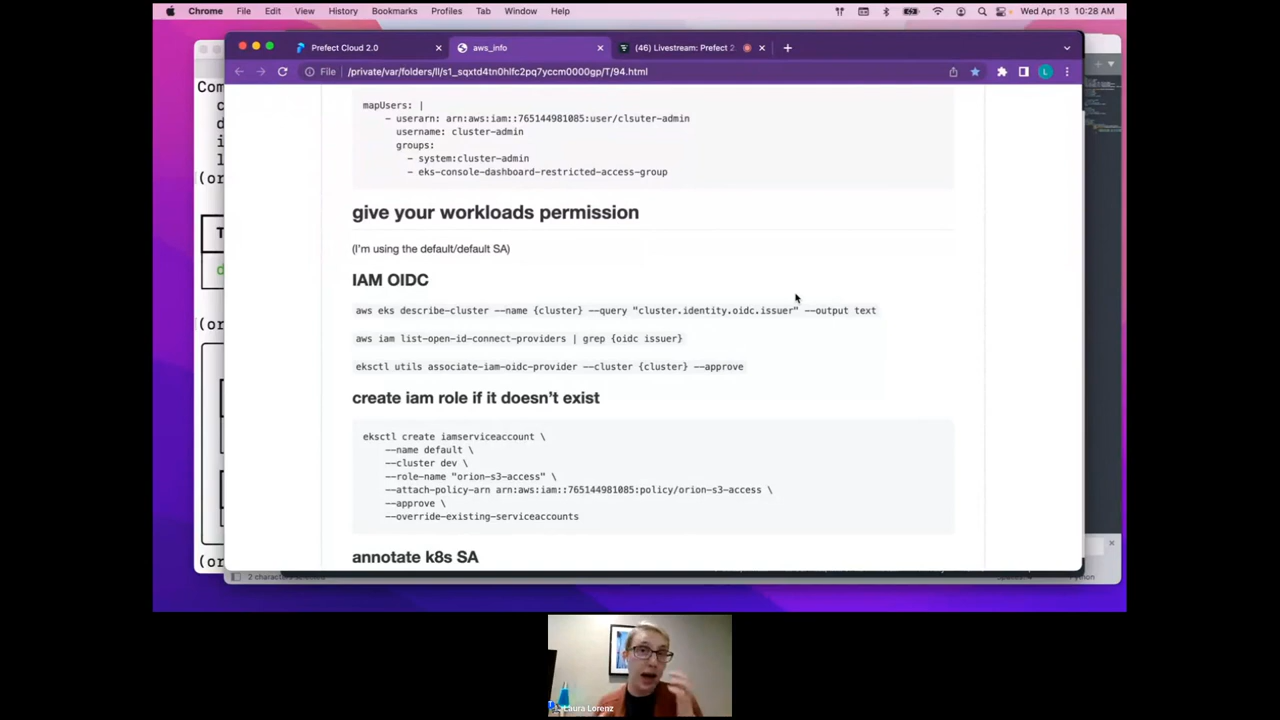 Chrome File Edit View History Bookmarks Profiles Tab Window Help Wed Apr 13 10:28 AM
Prefect Cloud 2.0 aws_info (46) Livestream: Prefect 2
File /private/var/folders/ll/s1_sqxtd4tn0hlfc2pq7yccm0000gp/T/94.html L
Com
c
d
i
l
(or
T
d
(or
(or
mapUsers: |
- userarn: arn:aws:iam::765144981085:user/clsuter-admin
username: cluster-admin
groups:
- system:cluster-admin
- eks-console-dashboard-restricted-access-group
give your workloads permission
(I'm using the default/default SA)
IAM OIDC
aws eks describe-cluster --name {cluster} --query "cluster.identity.oidc.issuer" --output text
aws iam list-open-id-connect-providers | grep {oidc issuer}
eksctl utils associate-iam-oidc-provider --cluster {cluster} --approve
create iam role if it doesn't exist
eksctl create iamserviceaccount \
--name default \
--cluster dev \
--role-name "orion-s3-access" \
--attach-policy-arn arn:aws:iam::765144981085:policy/orion-s3-access \
--approve \
--override-existing-serviceaccounts
annotate k8s SA
2 characters selected
Laura Lorenz